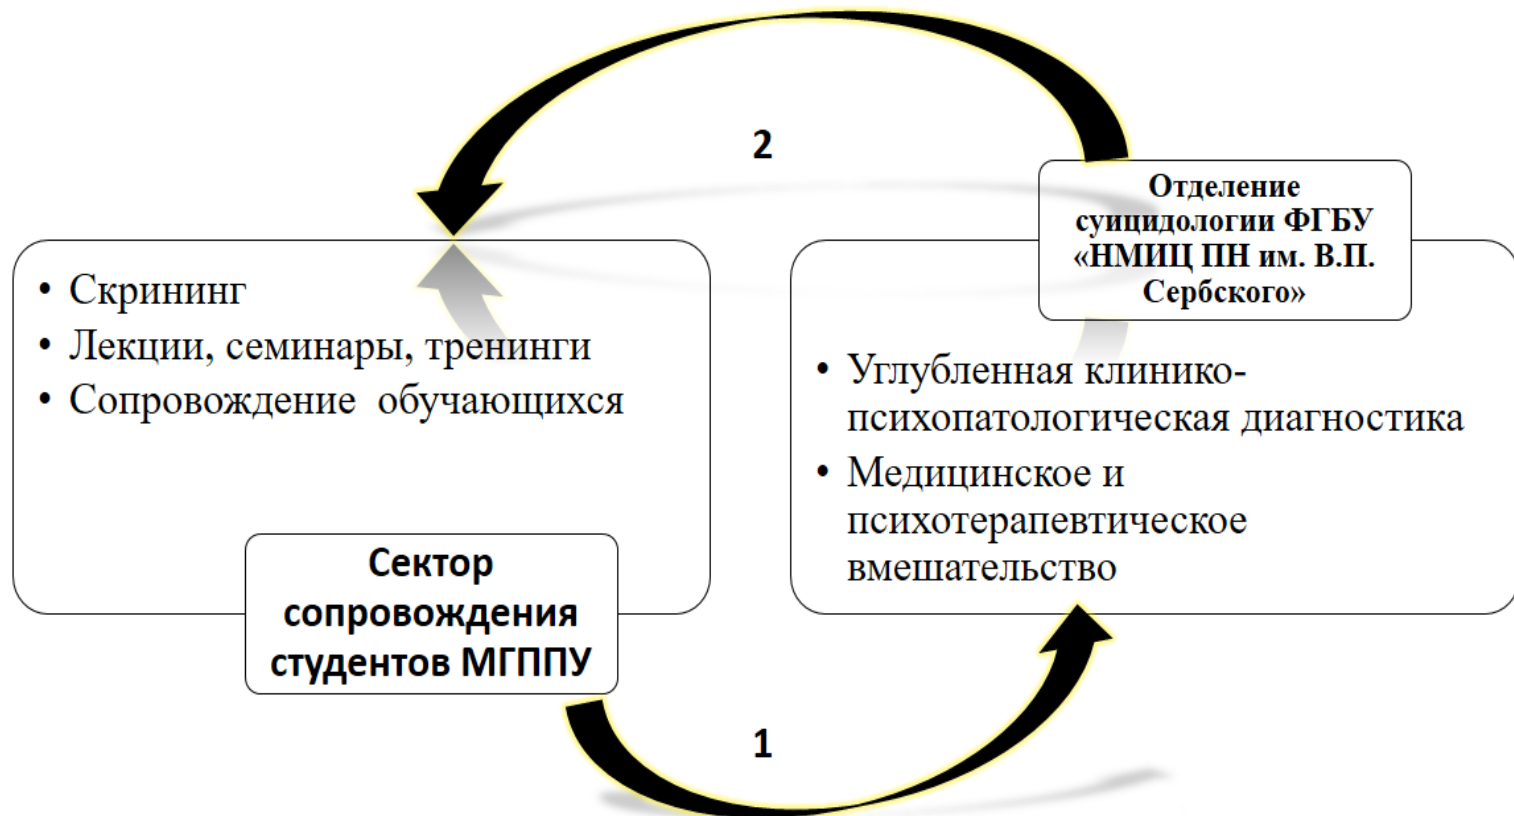 2
Отделение
суицидологии ФГБУ
«НМИЦ ПН им. В.П.
Сербского»
• Скрининг
• Лекции, семинары, тренинги
• Сопровождение обучающихся
Сектор
сопровождения
студентов МГППУ
• Углубленная клинико-
психопатологическая диагностика
• Медицинское и
психотерапевтическое
вмешательство
1